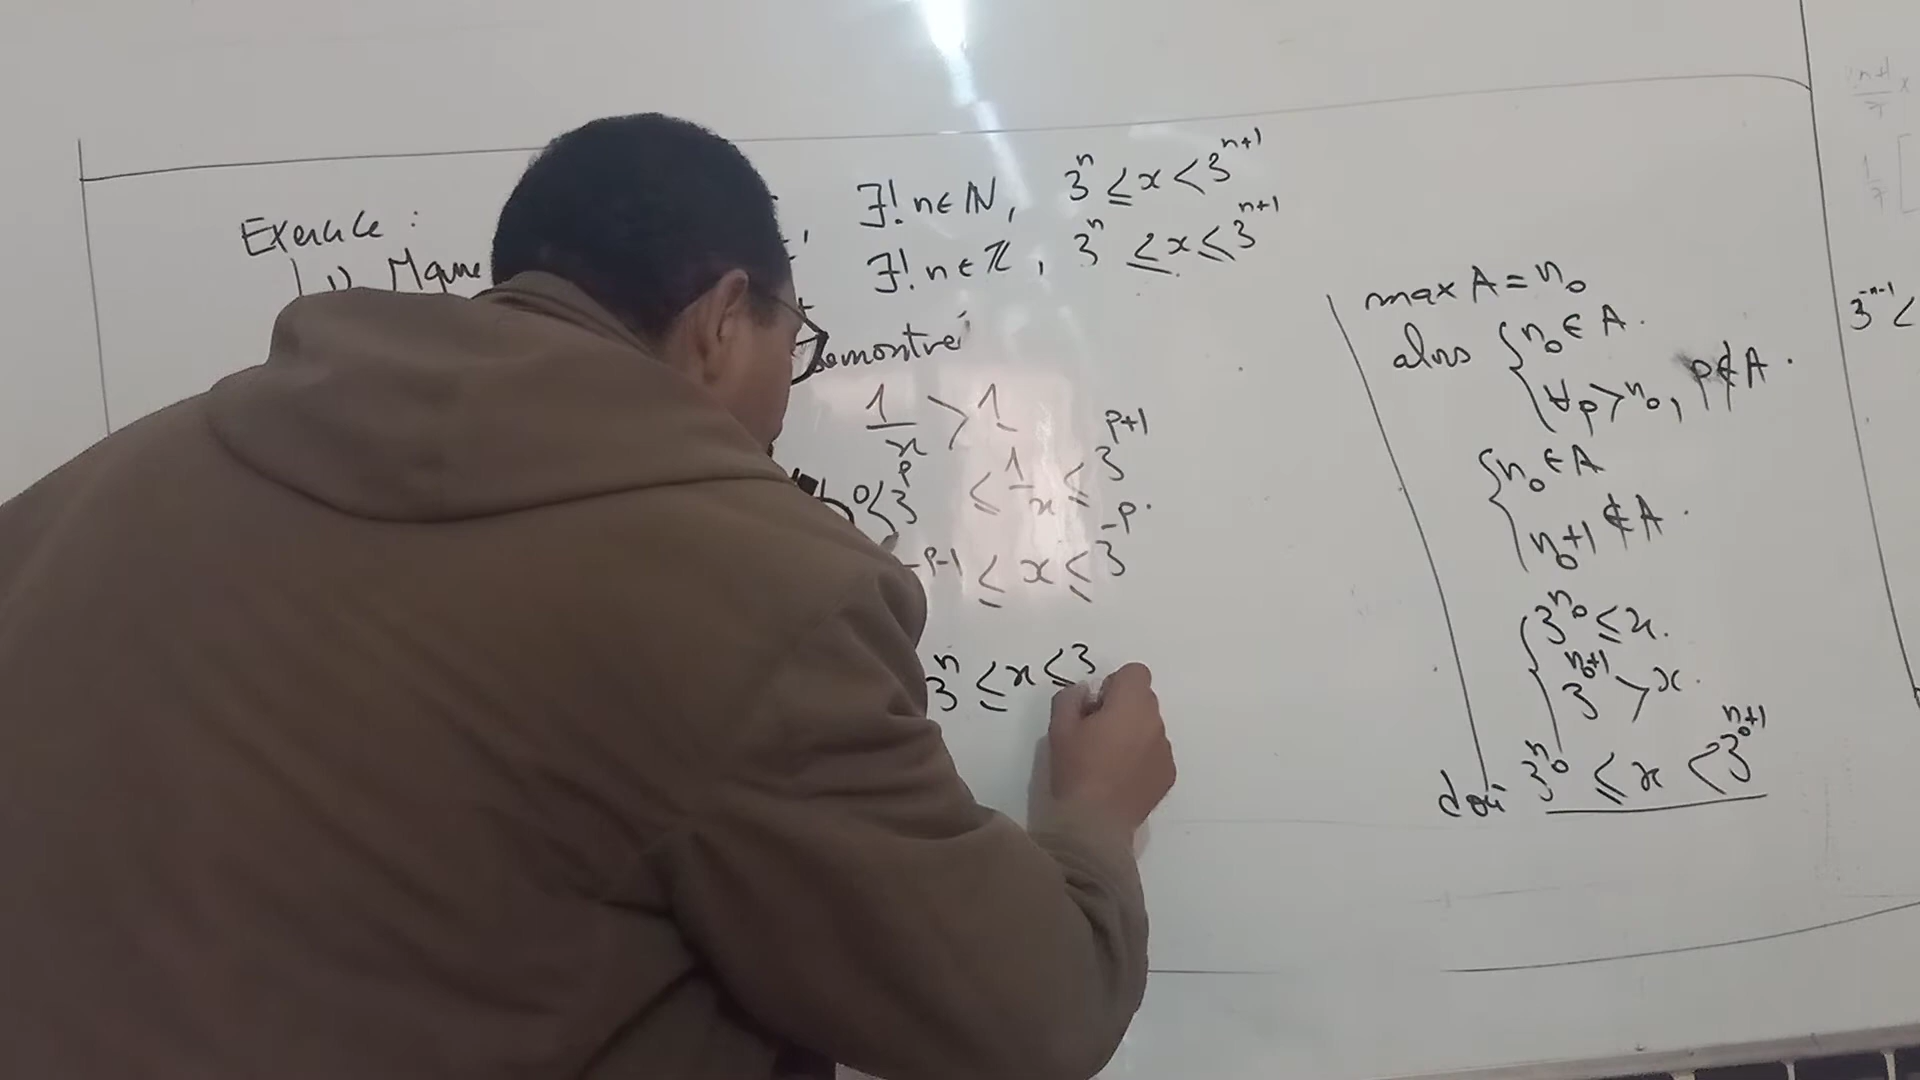 Exercice :
∃! n ∈ ℕ, 3^n ≤ x < 3^{n+1}
1) Mque
∃! n ∈ ℤ, 3^n ≤ x ≤ 3^{n+1}
Demontrer
1/x > 1
0 < 3^p ≤ 1/x ≤ 3^{p+1}
-p-1 ≤ x ≤ 3^{-p}.
3^n ≤ x ≤ 3
max A = n₀
alors { n₀ ∈ A.
∀p > n₀, p ∉ A.
{ n₀ ∈ A
n₀+1 ∉ A.
{ 3^{n₀} ≤ x.
3^{n₀+1} > x.
d'où 3^{n₀} ≤ x < 3^{n₀+1}
3^{-n-1} <